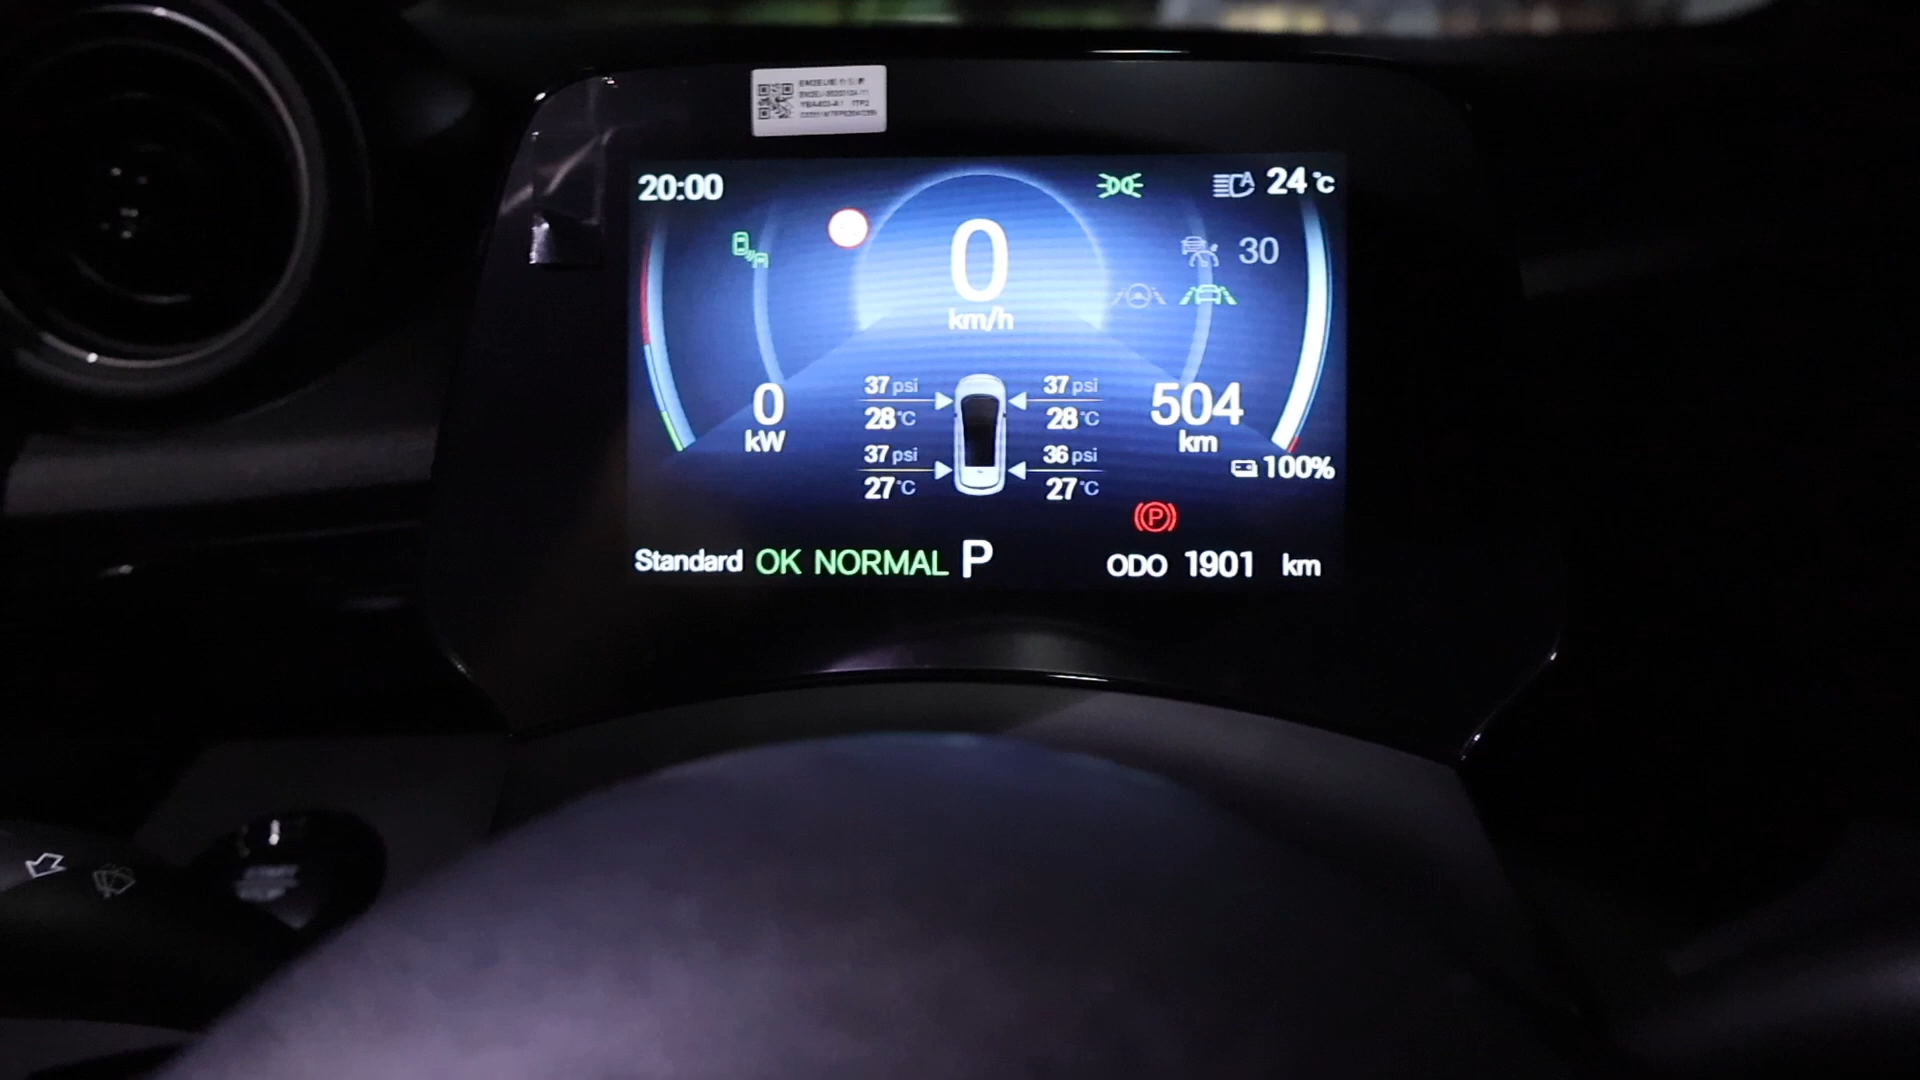 20:00
24°C
0
km/h
30
37 psi
28°C
37 psi
28°C
0
kW
504
km
37 psi
27°C
36 psi
27°C
100%
P
Standard OK NORMAL P
ODO 1901 km